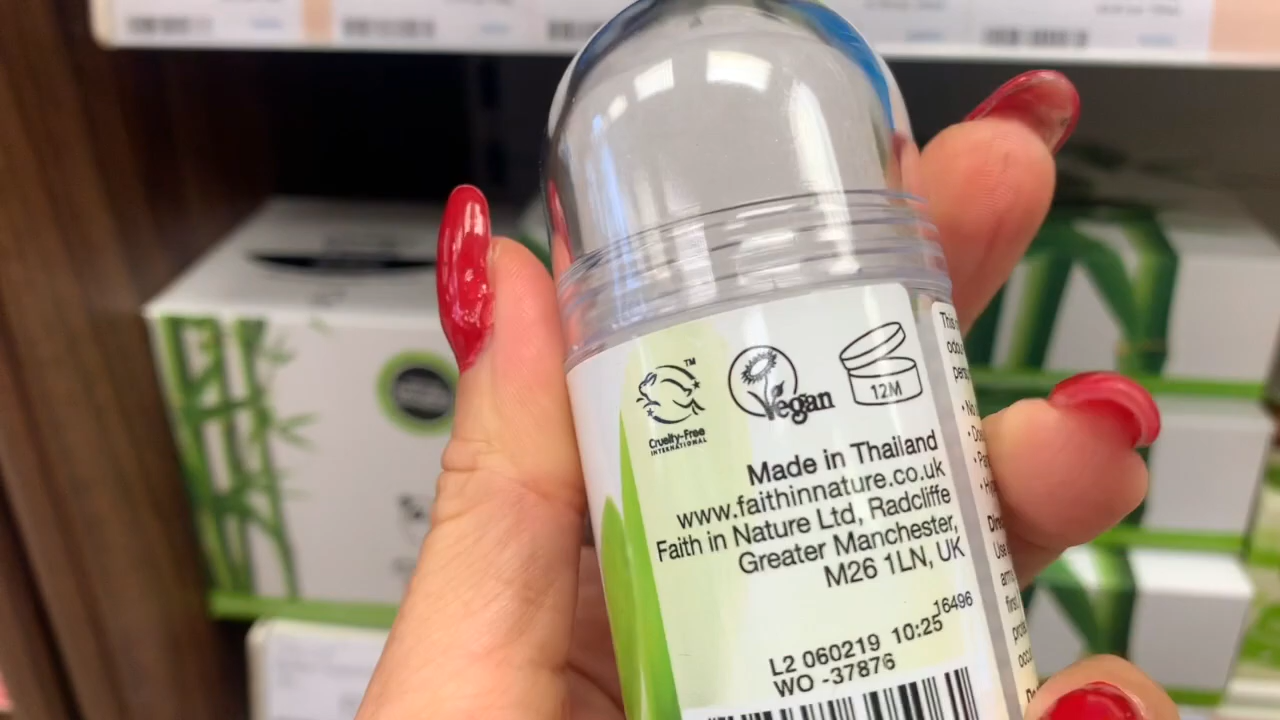 TM
Cruelty-Free
INTERNATIONAL
Vegan
12M
Made in Thailand
www.faithinnature.co.uk
Faith in Nature Ltd, Radcliffe
Greater Manchester,
M26 1LN, UK
16496
L2 060219 10:25
WO -37876
This